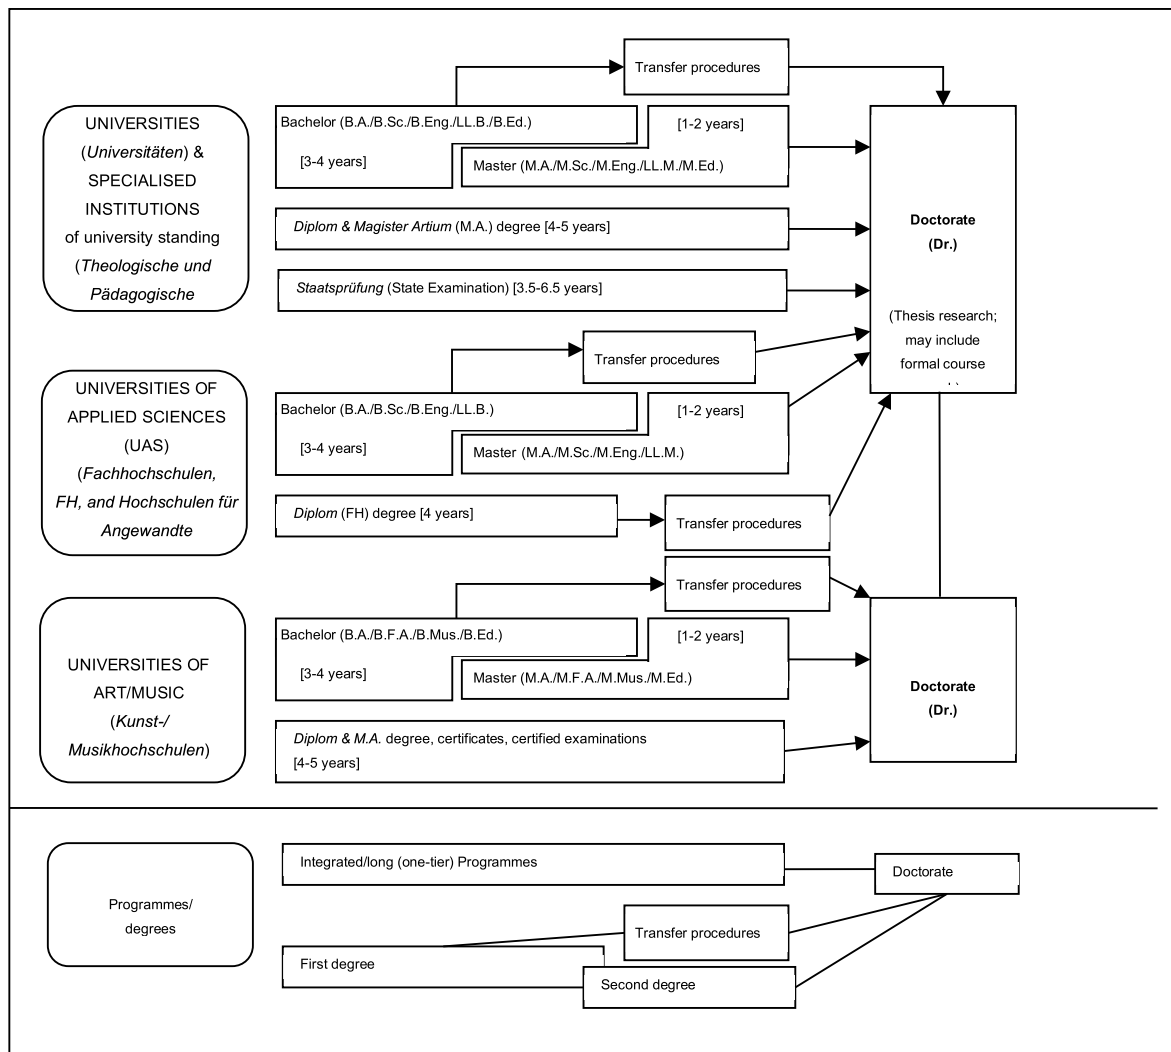 Transfer procedures
UNIVERSITIES
(Universitäten) &
SPECIALISED
INSTITUTIONS
of university standing
(Theologische und
Pädagogische
Bachelor (B.A./B.Sc./B.Eng./LL.B./B.Ed.)
[3-4 years]
[1-2 years]
Master (M.A./M.Sc./M.Eng./LL.M./M.Ed.)
Diplom & Magister Artium (M.A.) degree [4-5 years]
Staatsprüfung (State Examination) [3.5-6.5 years]
Doctorate
(Dr.)
(Thesis research;
may include
formal course
UNIVERSITIES OF
APPLIED SCIENCES
(UAS)
(Fachhochschulen,
FH, and Hochschulen für
Angewandte
Transfer procedures
Bachelor (B.A./B.Sc./B.Eng./LL.B.)
[3-4 years]
[1-2 years]
Master (M.A./M.Sc./M.Eng./LL.M.)
Diplom (FH) degree [4 years]
Transfer procedures
UNIVERSITIES OF
ART/MUSIC
(Kunst-/
Musikhochschulen)
Transfer procedures
Bachelor (B.A./B.F.A./B.Mus./B.Ed.)
[3-4 years]
[1-2 years]
Master (M.A./M.F.A./M.Mus./M.Ed.)
Diplom & M.A. degree, certificates, certified examinations
[4-5 years]
Doctorate
(Dr.)
Programmes/
degrees
Integrated/long (one-tier) Programmes
Doctorate
Transfer procedures
First degree
Second degree